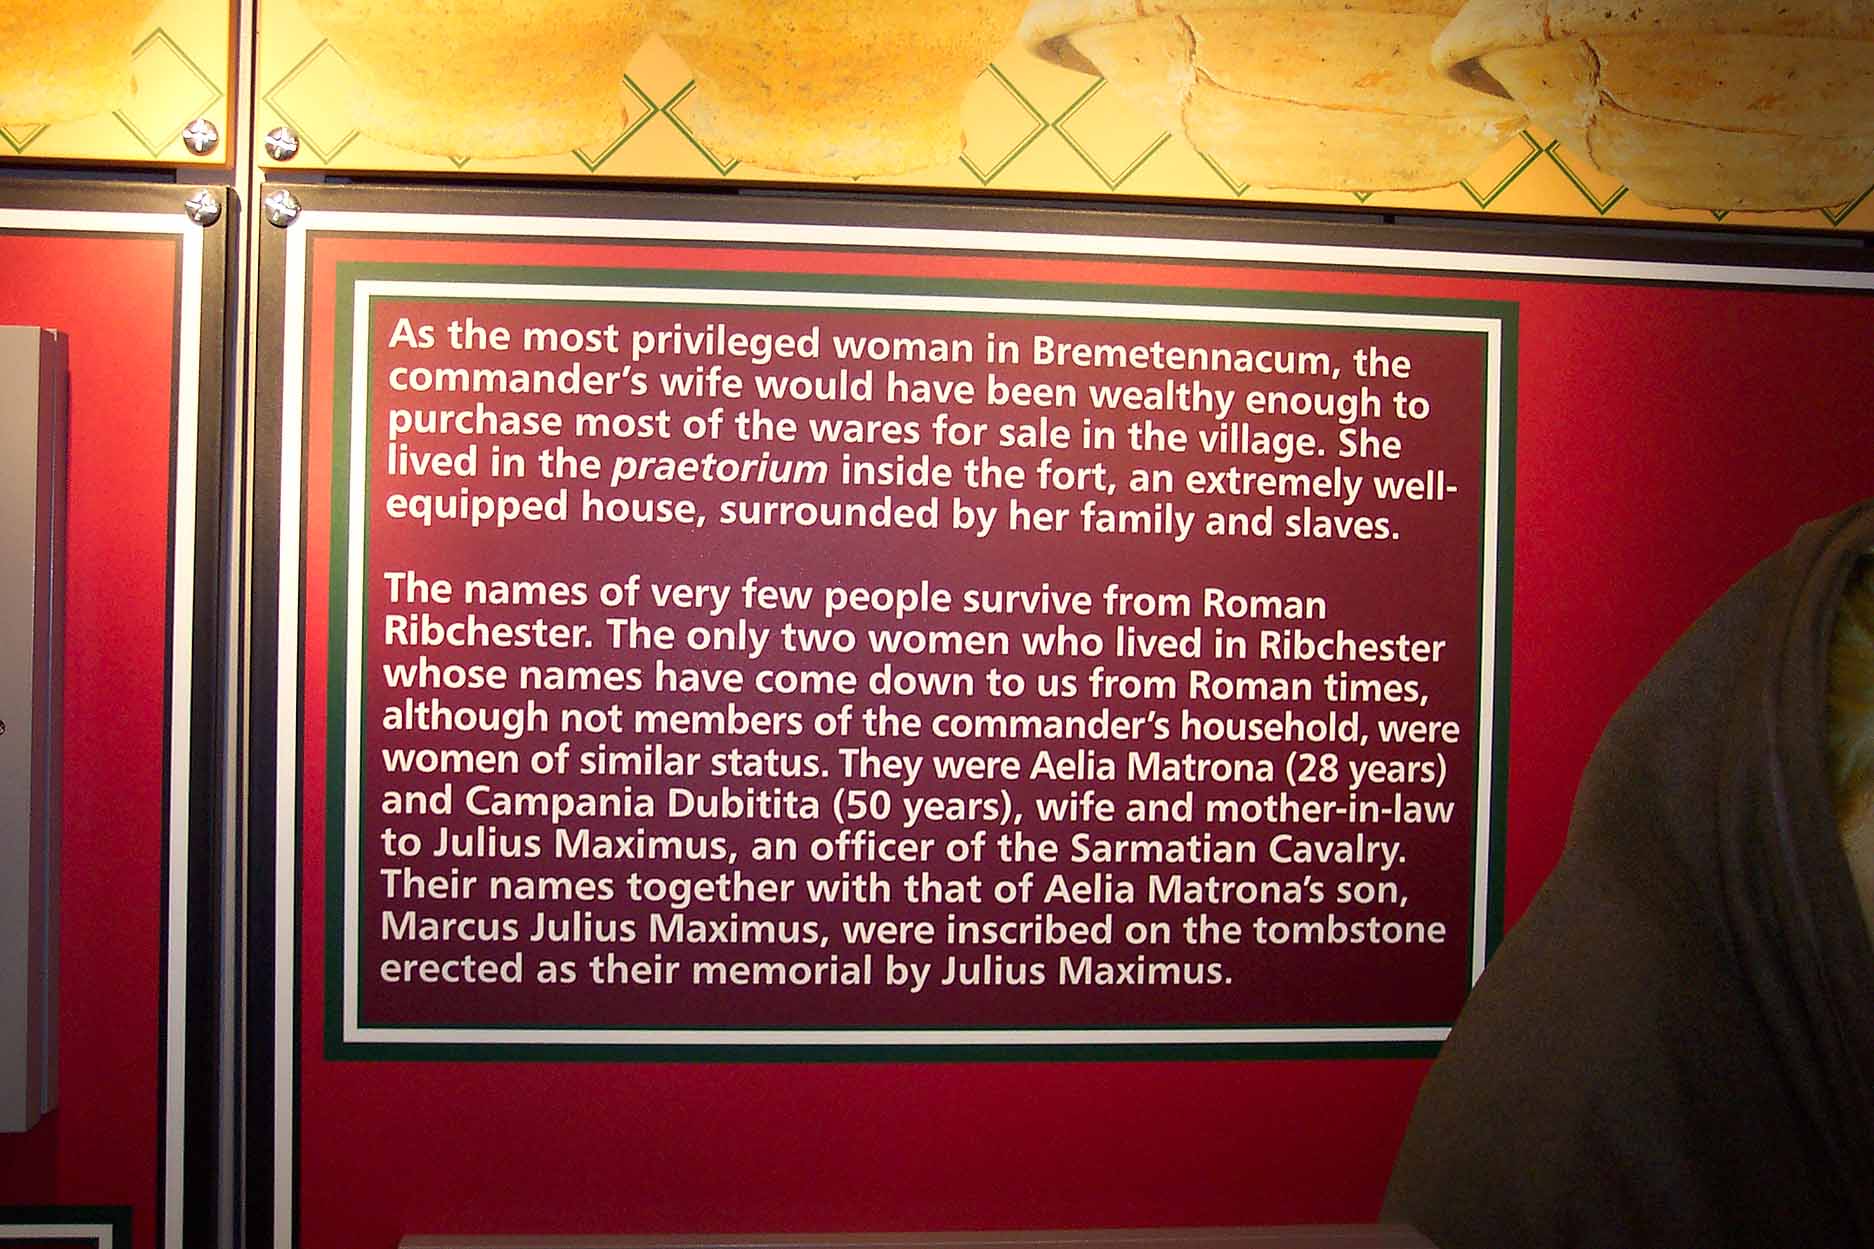 As the most privileged woman in Bremetennacum, the
commander's wife would have been wealthy enough to
purchase most of the wares for sale in the village. She
lived in the praetorium inside the fort, an extremely well-
equipped house, surrounded by her family and slaves.
The names of very few people survive from Roman
Ribchester. The only two women who lived in Ribchester
whose names have come down to us from Roman times,
although not members of the commander's household, were
women of similar status. They were Aelia Matrona (28 years)
and Campania Dubitita (50 years), wife and mother-in-law
to Julius Maximus, an officer of the Sarmatian Cavalry.
Their names together with that of Aelia Matrona's son,
Marcus Julius Maximus, were inscribed on the tombstone
erected as their memorial by Julius Maximus.